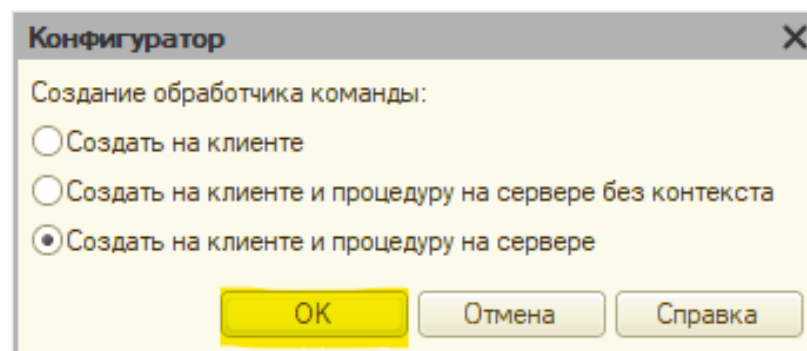 Конфигуратор
Создание обработчика команды:
Создать на клиенте
Создать на клиенте и процедуру на сервере без контекста
Создать на клиенте и процедуру на сервере
OK Отмена Справка